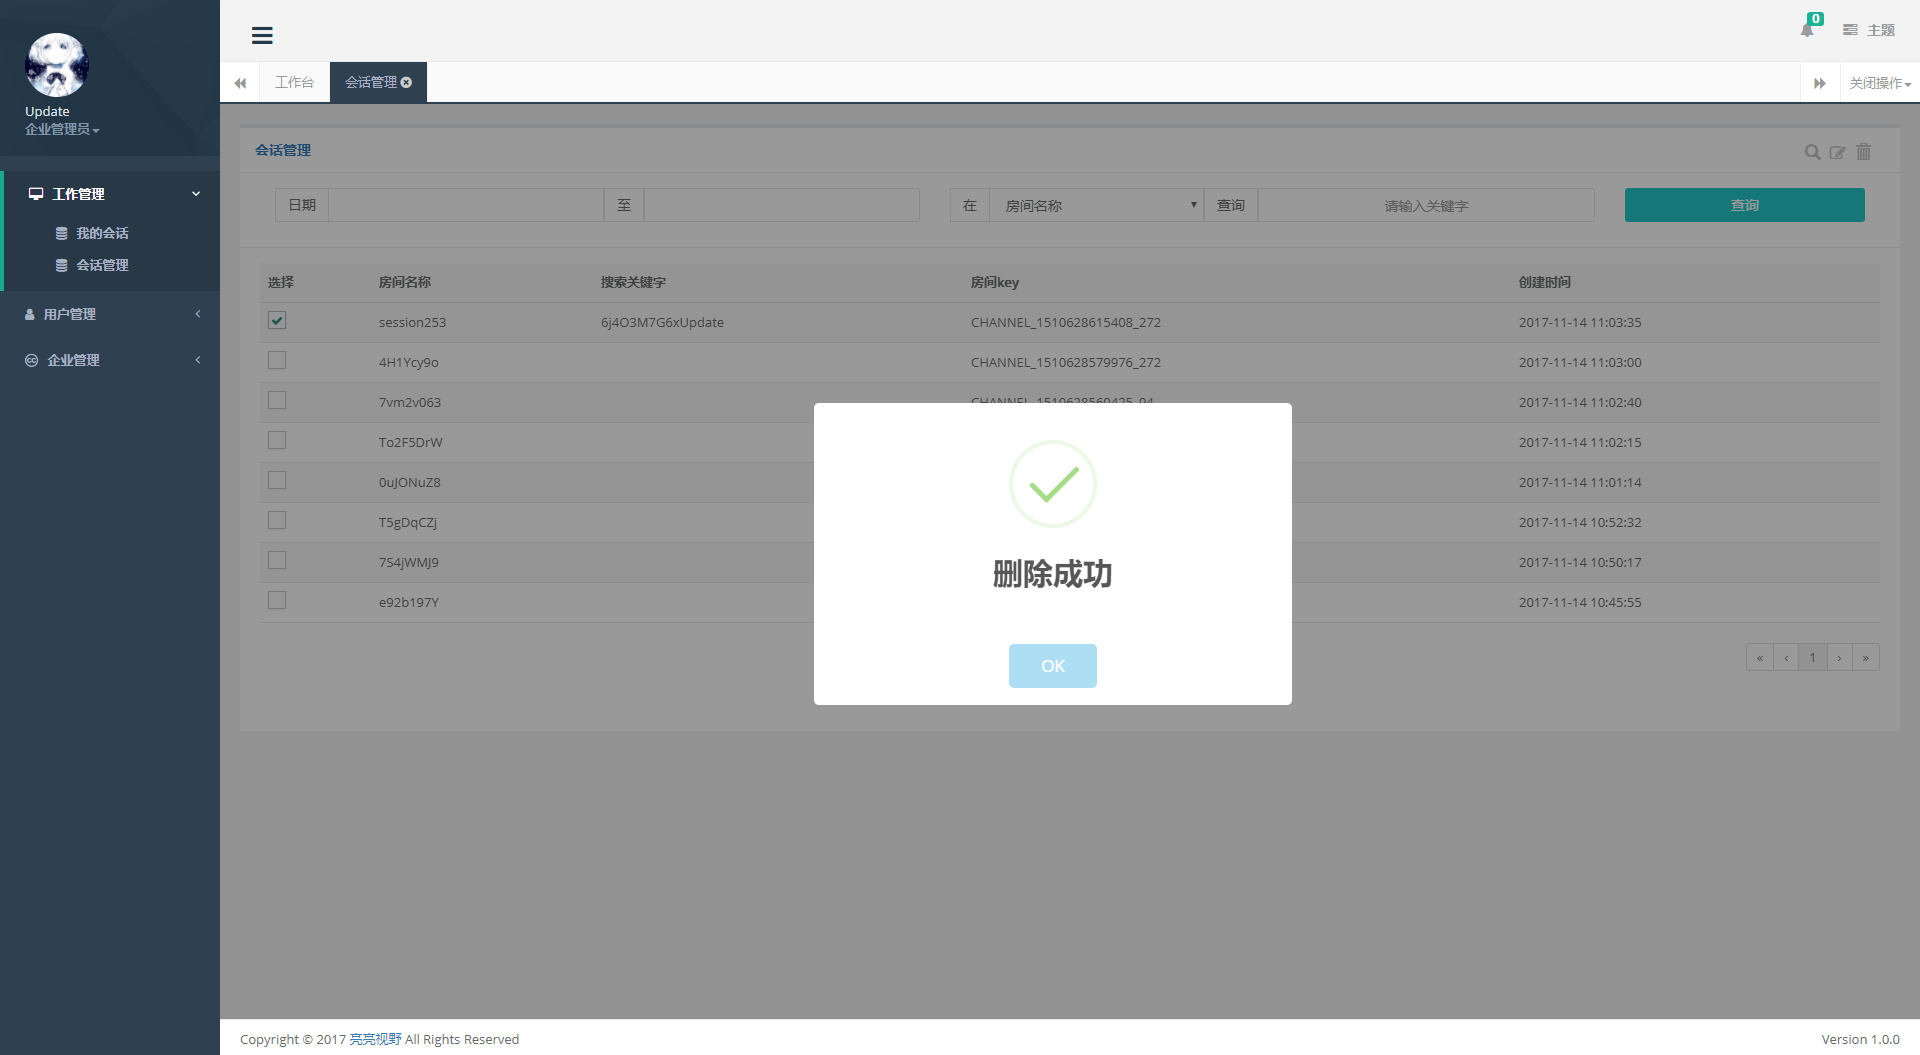 Update
企业管理员
工作管理
我的会话
会话管理
用户管理
企业管理
0
主题
工作台
会话管理
关闭操作
会话管理
日期
至
在
房间名称
查询
请输入关键字
查询
选择 房间名称 搜索关键字 房间key 创建时间
session253 6j4O3M7G6xUpdate CHANNEL_1510628615408_272 2017-11-14 11:03:35
4H1Ycy9o CHANNEL_1510628579976_272 2017-11-14 11:03:00
7vm2v063 CHANNEL_1510628560425_94 2017-11-14 11:02:40
To2F5DrW 2017-11-14 11:02:15
0uJONuZ8 2017-11-14 11:01:14
T5gDqCZj 2017-11-14 10:52:32
7S4jWMJ9 2017-11-14 10:50:17
e92b197Y 2017-11-14 10:45:55
删除成功
OK
« ‹ 1 › »
Copyright © 2017 亮亮视野 All Rights Reserved
Version 1.0.0